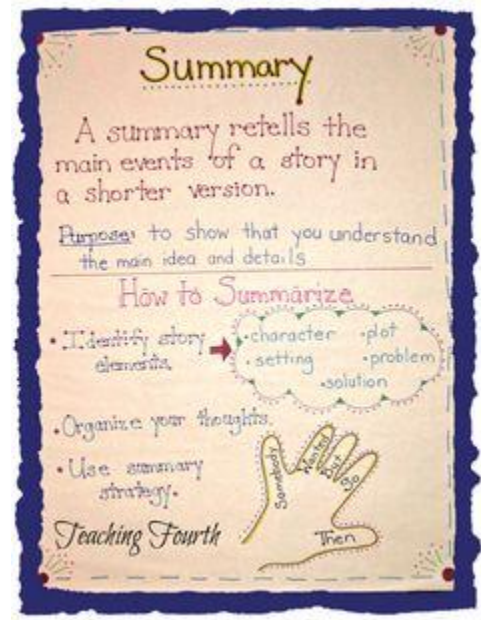 Summary
A summary retells the
main events of a story in
a shorter version.
Purpose: to show that you understand
the main idea and details
How to Summarize
• Identify story
elements.
• character • plot
• setting • problem
• solution
• Organize your thoughts.
• Use summary
strategy.
Somebody
Wanted
But
So
Then
Teaching Fourth